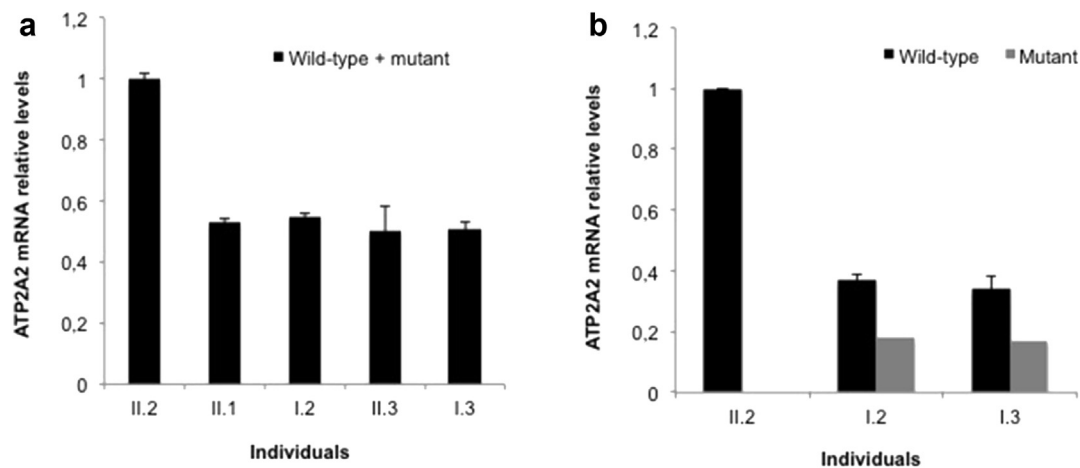 a
ATP2A2 mRNA relative levels
1,2
1
0,8
0,6
0,4
0,2
0
Wild-type + mutant
II.2 II.1 I.2 II.3 I.3
Individuals
b
ATP2A2 mRNA relative levels
1,2
1
0,8
0,6
0,4
0,2
0
Wild-type Mutant
II.2 I.2 I.3
Individuals